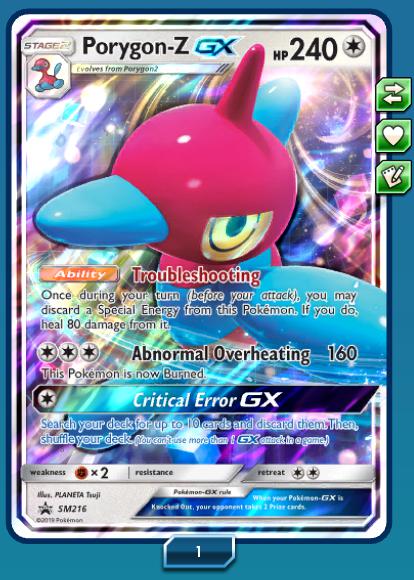 STAGE2 Porygon-Z GX HP240
Evolves from Porygon2
Ability Troubleshooting
Once during your turn (before your attack), you may
discard a Special Energy from this Pokémon. If you do,
heal 80 damage from it.
Abnormal Overheating 160
This Pokémon is now Burned.
Critical Error GX
Search your deck for up to 10 cards and discard them. Then,
shuffle your deck. (You can't use more than 1 GX attack in a game.)
weakness ×2 resistance retreat
Illus. PLANETA Tsuji
SM216
©2019 Pokémon
Pokémon-GX rule
When your Pokémon-GX is
Knocked Out, your opponent takes 2 Prize cards.
1